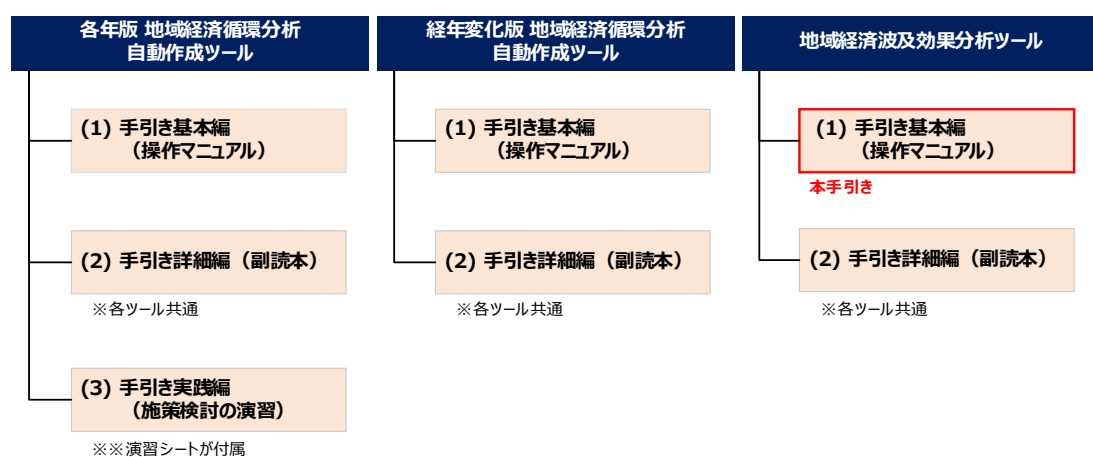 各年版 地域経済循環分析
自動作成ツール
(1) 手引き基本編
（操作マニュアル）
(2) 手引き詳細編（副読本）
※各ツール共通
(3) 手引き実践編
（施策検討の演習）
※※演習シートが付属
経年変化版 地域経済循環分析
自動作成ツール
(1) 手引き基本編
（操作マニュアル）
(2) 手引き詳細編（副読本）
※各ツール共通
地域経済波及効果分析ツール
(1) 手引き基本編
（操作マニュアル）
本手引き
(2) 手引き詳細編（副読本）
※各ツール共通